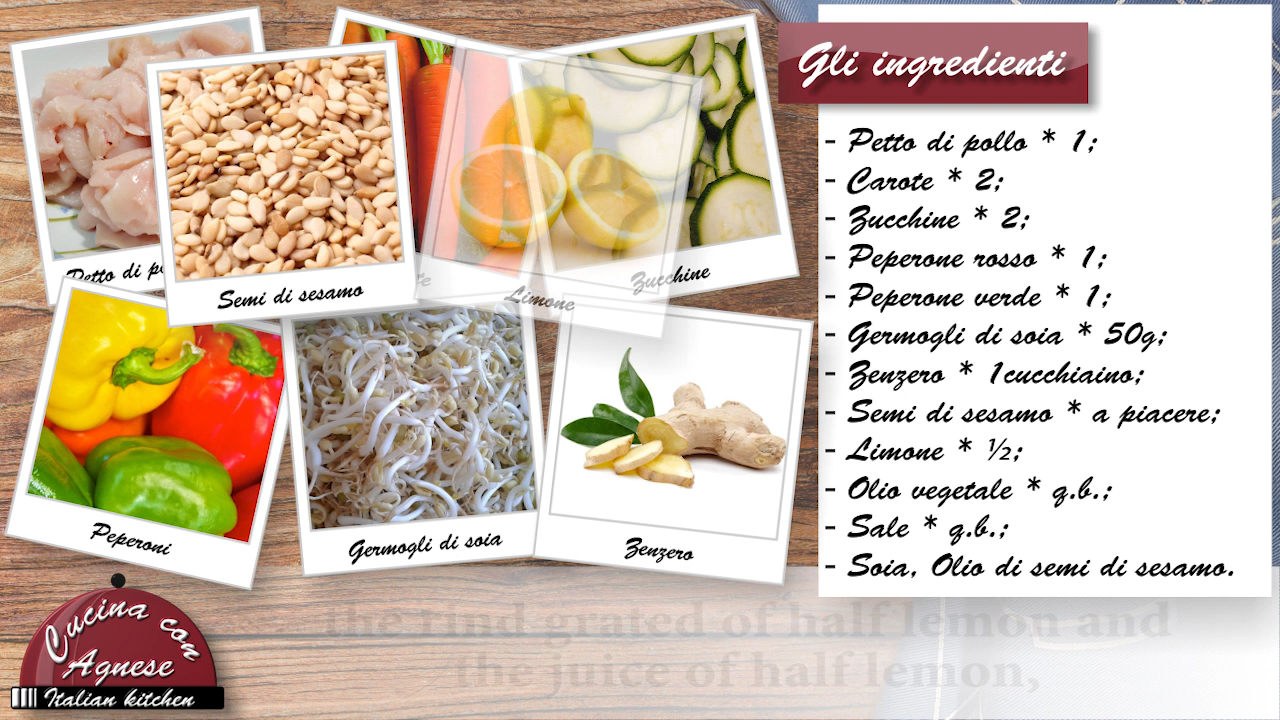 Petto di
Semi di sesamo
Limone
Zucchine
Peperoni
Germogli di soia
Zenzero
Gli ingredienti
- Petto di pollo * 1;
- Carote * 2;
- Zucchine * 2;
- Peperone rosso * 1;
- Peperone verde * 1;
- Germogli di soia * 50g;
- Zenzero * 1cucchiaino;
- Semi di sesamo * a piacere;
- Limone * ½;
- Olio vegetale * q.b.;
- Sale * q.b.;
- Soia, Olio di semi di sesamo.
the rind grated of half lemon and
the juice of half lemon,
Cucina con
Agnese
Italian kitchen